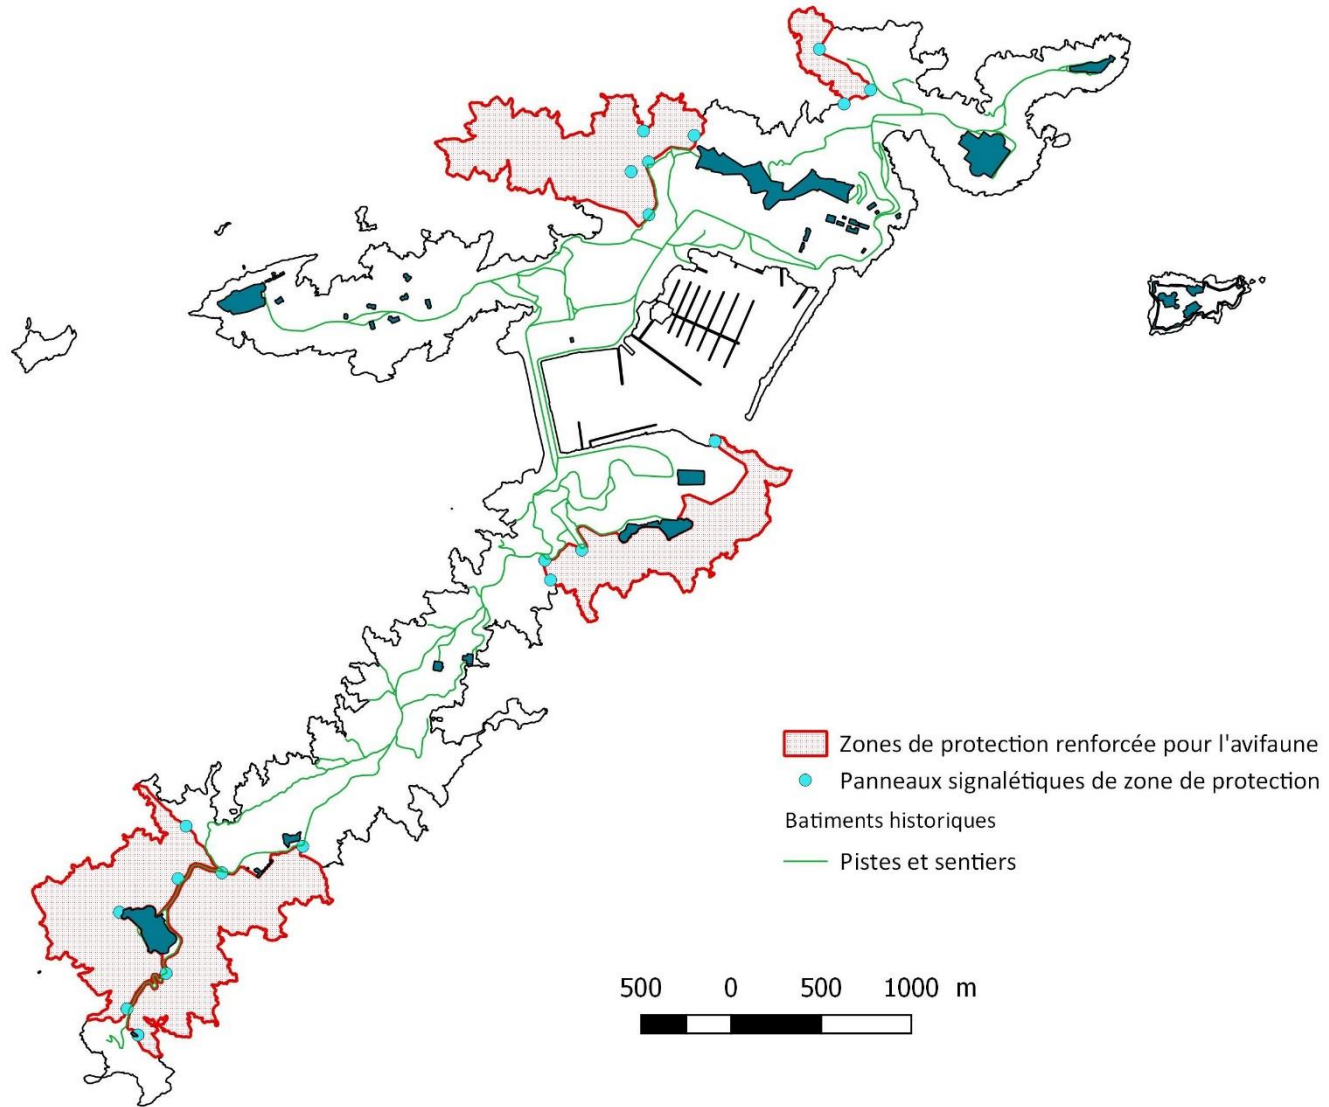 Zones de protection renforcée pour l'avifaune
Panneaux signalétiques de zone de protection
Batiments historiques
Pistes et sentiers
500 0 500 1000 m